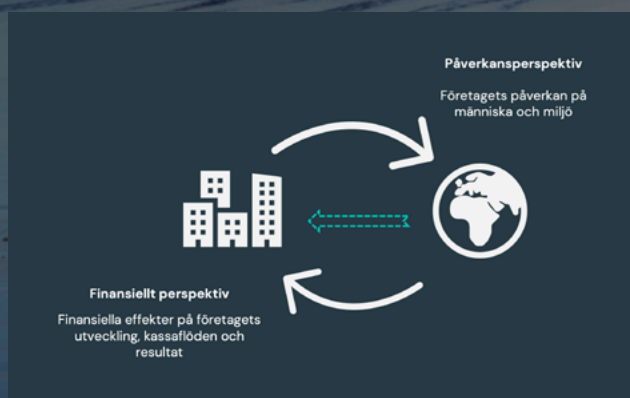 Påverkansperspektiv
Företagets påverkan på
människa och miljö
Finansiellt perspektiv
Finansiella effekter på företagets
utveckling, kassaflöden och
resultat